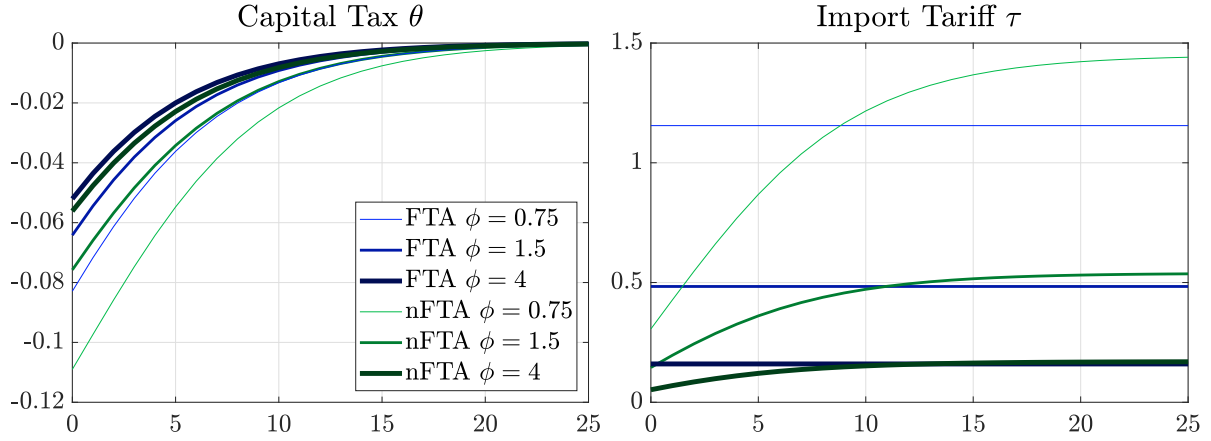 Capital Tax θ
0
-0.02
-0.04
-0.06
-0.08
-0.1
-0.12
0 5 10 15 20 25
FTA ϕ = 0.75
FTA ϕ = 1.5
FTA ϕ = 4
nFTA ϕ = 0.75
nFTA ϕ = 1.5
nFTA ϕ = 4
Import Tariff τ
1.5
1
0.5
0
0 5 10 15 20 25